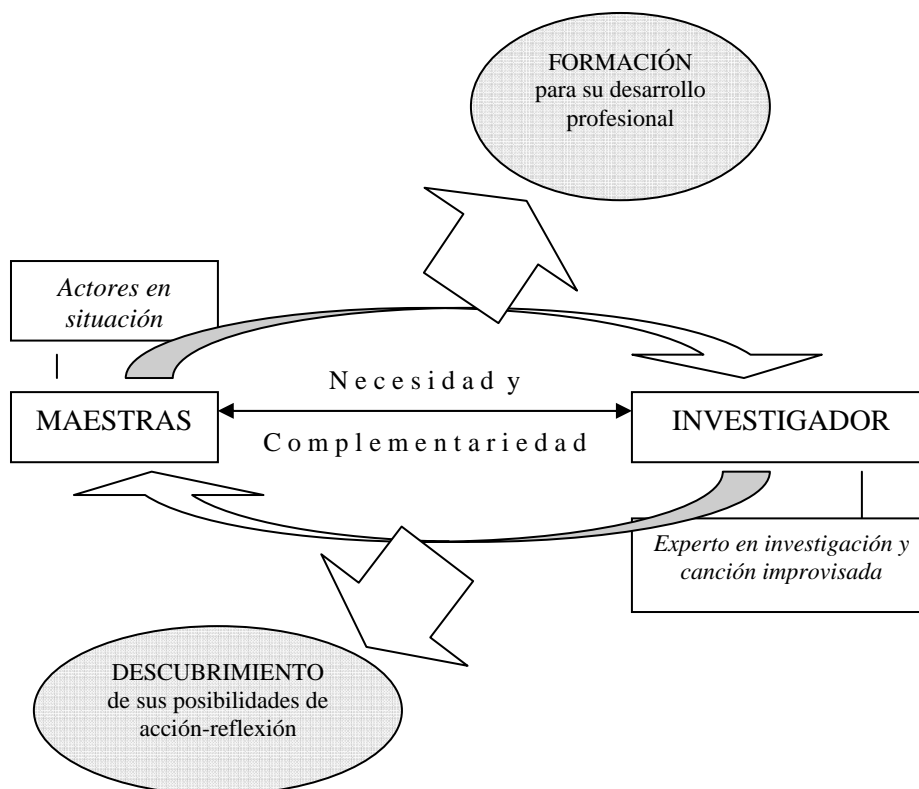 FORMACIÓN
para su desarrollo
profesional
Actores en
situación
Necesidad y
MAESTRAS
INVESTIGADOR
Complementariedad
Experto en investigación y
canción improvisada
DESCUBRIMIENTO
de sus posibilidades de
acción-reflexión